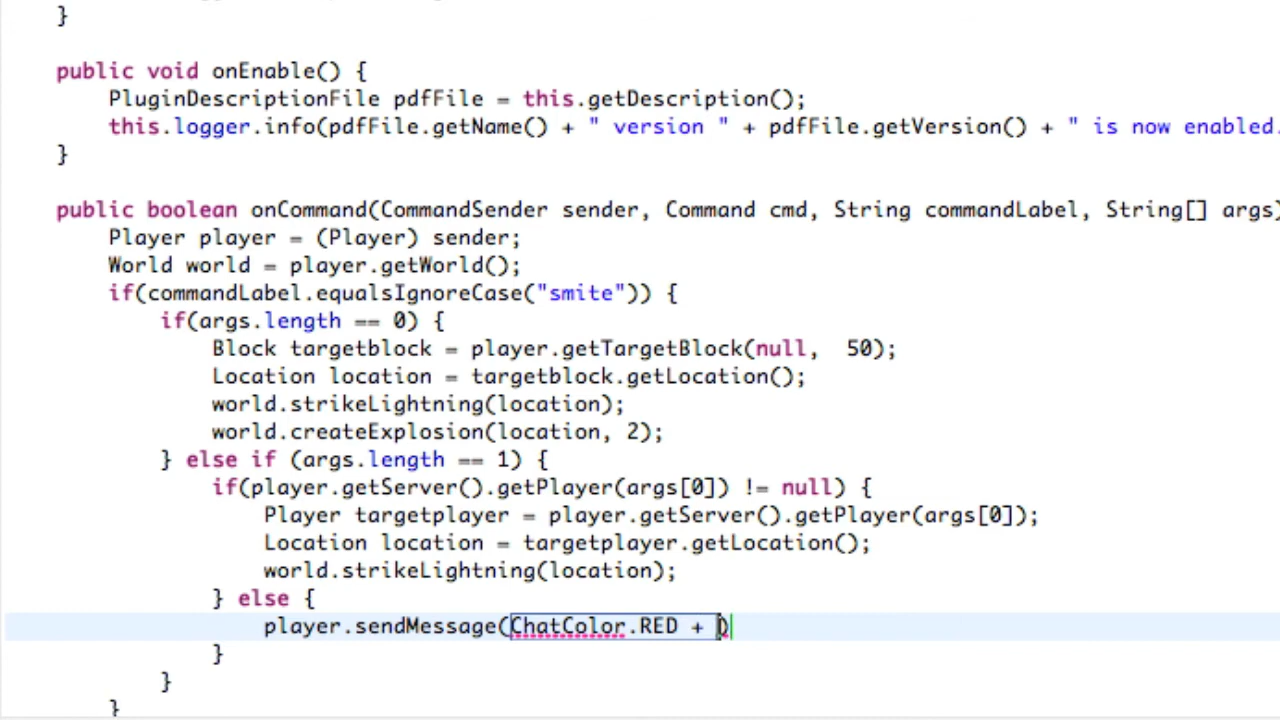 }
public void onEnable() {
PluginDescriptionFile pdfFile = this.getDescription();
this.logger.info(pdfFile.getName() + " version " + pdfFile.getVersion() + " is now enabled.
}
public boolean onCommand(CommandSender sender, Command cmd, String commandLabel, String[] args)
Player player = (Player) sender;
World world = player.getWorld();
if(commandLabel.equalsIgnoreCase("smite")) {
if(args.length == 0) {
Block targetblock = player.getTargetBlock(null,  50);
Location location = targetblock.getLocation();
world.strikeLightning(location);
world.createExplosion(location, 2);
} else if (args.length == 1) {
if(player.getServer().getPlayer(args[0]) != null) {
Player targetplayer = player.getServer().getPlayer(args[0]);
Location location = targetplayer.getLocation();
world.strikeLightning(location);
} else {
player.sendMessage(ChatColor.RED + )
}
}
}